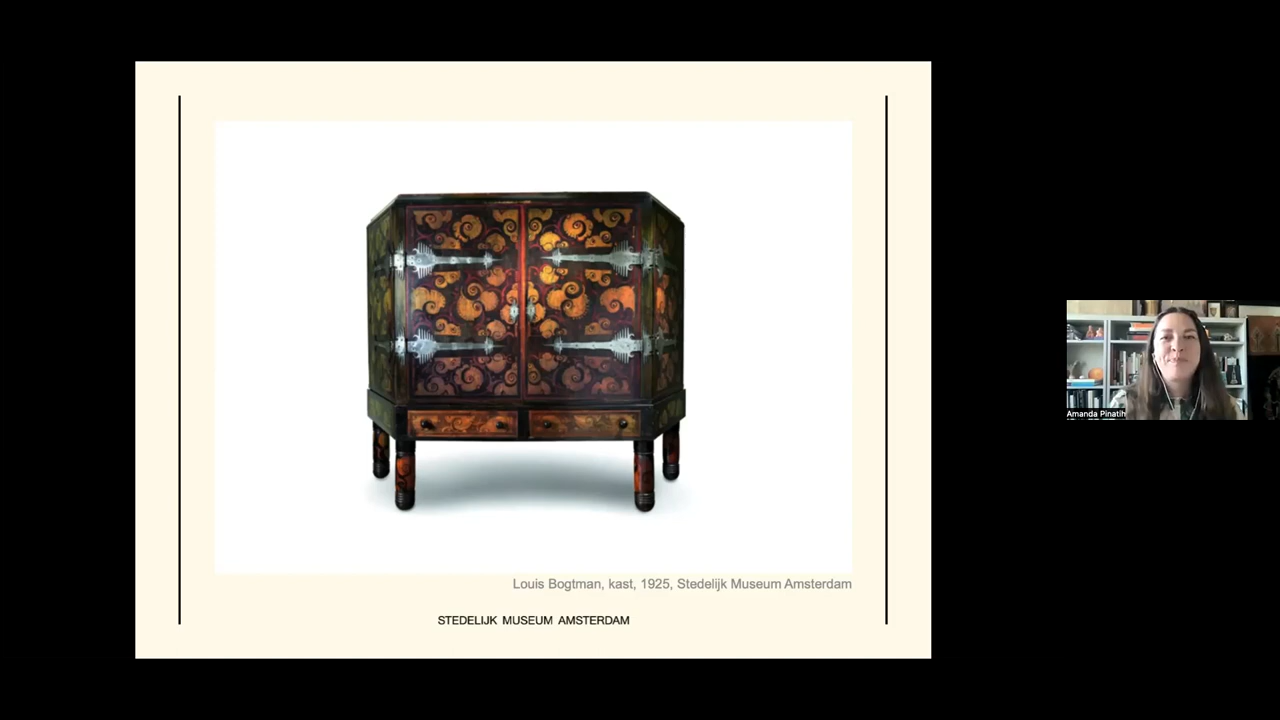 Louis Bogtman, kast, 1925, Stedelijk Museum Amsterdam
STEDELIJK MUSEUM AMSTERDAM
Amanda Pinatih